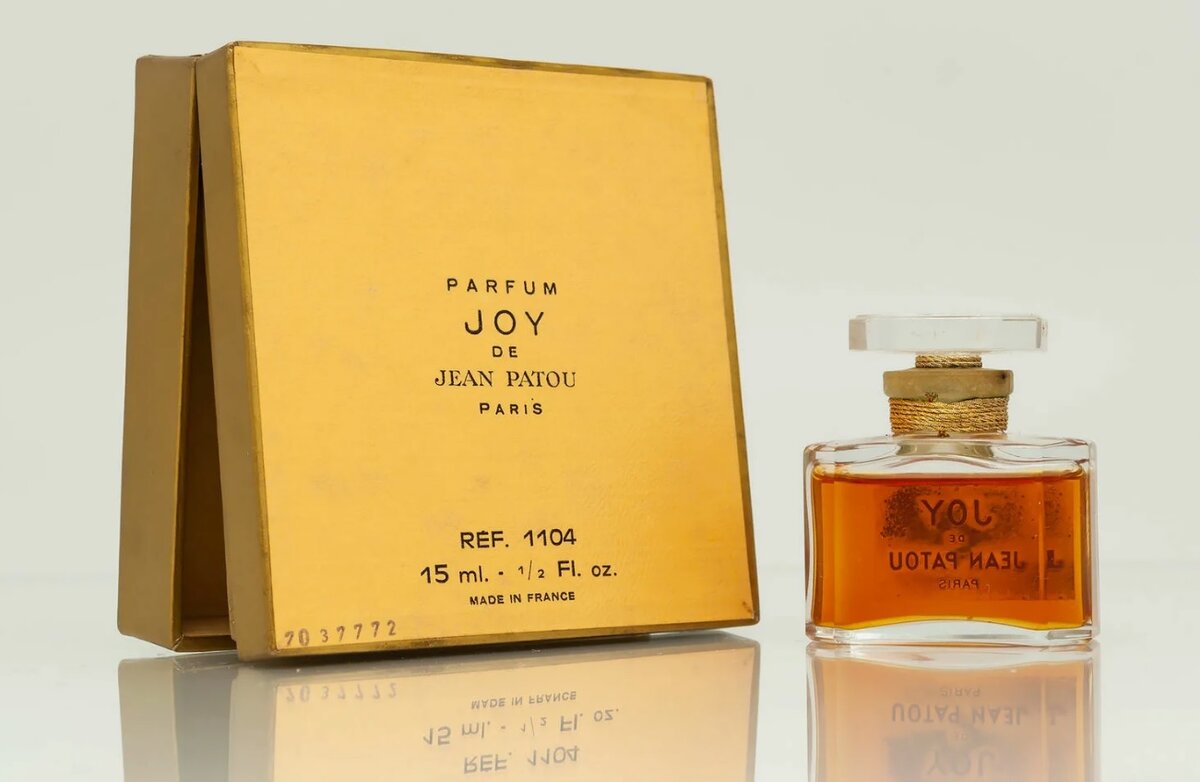 PARFUM
JOY
DE
JEAN PATOU
PARIS
REF. 1104
15 ml. - 1/2 Fl. oz.
MADE IN FRANCE
7037772
JOY
DE
JEAN PATOU
PARIS
J